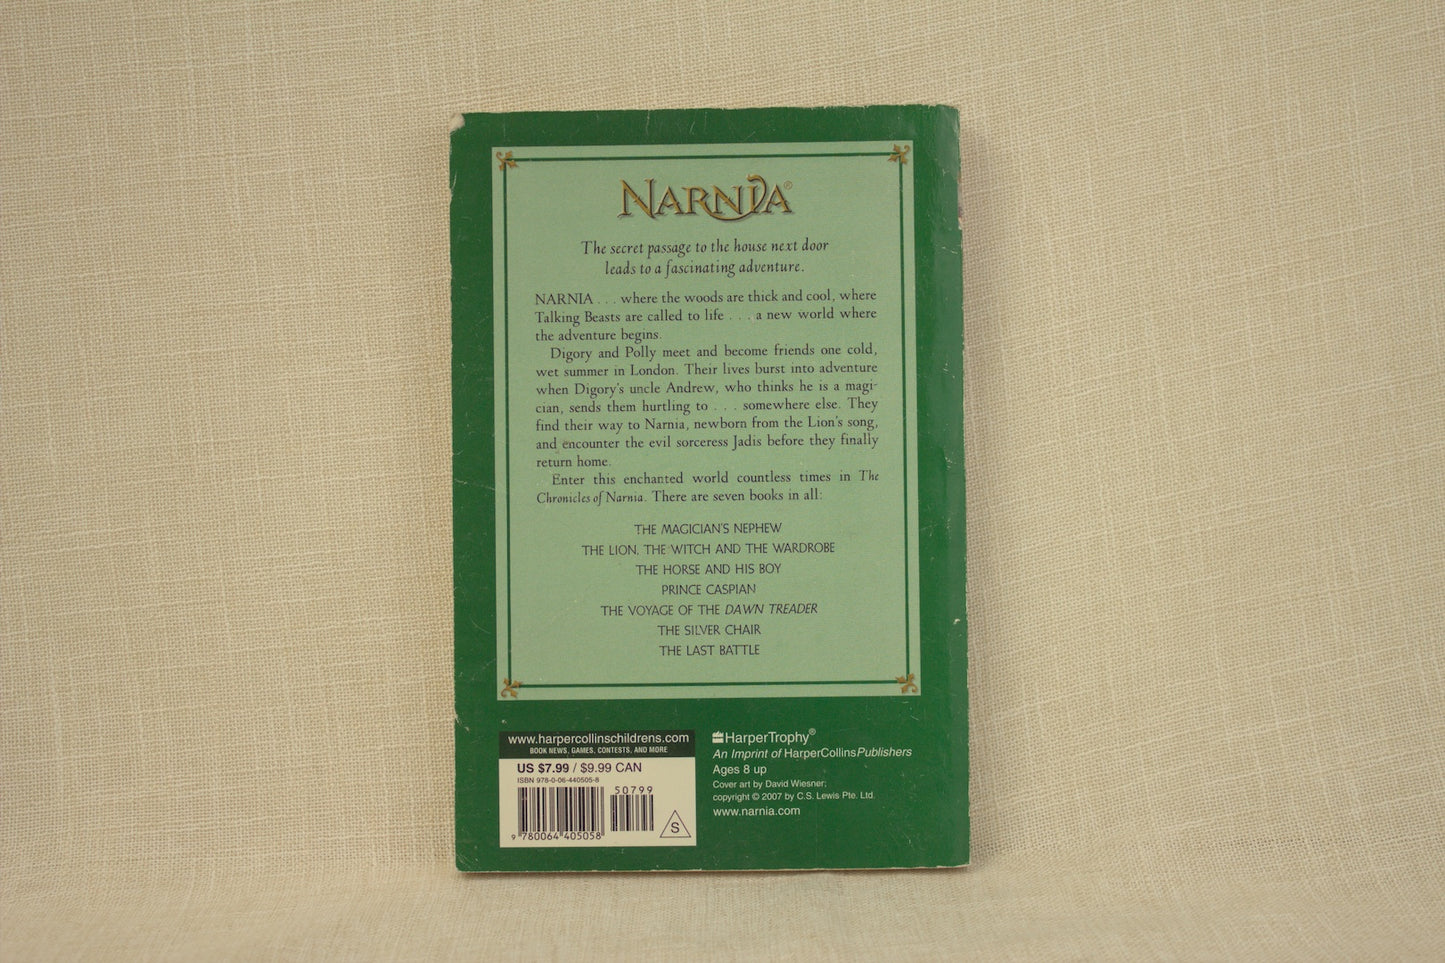 NARNIA®
The secret passage to the house next door
leads to a fascinating adventure.
NARNIA . . . where the woods are thick and cool, where
Talking Beasts are called to life . . . a new world where
the adventure begins.
Digory and Polly meet and become friends one cold,
wet summer in London. Their lives burst into adventure
when Digory's uncle Andrew, who thinks he is a magi-
cian, sends them hurtling to . . . somewhere else. They
find their way to Narnia, newborn from the Lion's song,
and encounter the evil sorceress Jadis before they finally
return home.
Enter this enchanted world countless times in The
Chronicles of Narnia. There are seven books in all:
THE MAGICIAN'S NEPHEW
THE LION, THE WITCH AND THE WARDROBE
THE HORSE AND HIS BOY
PRINCE CASPIAN
THE VOYAGE OF THE DAWN TREADER
THE SILVER CHAIR
THE LAST BATTLE
www.harpercollinschildrens.com
BOOK NEWS, GAMES, CONTESTS, AND MORE
US $7.99 / $9.99 CAN
ISBN 978-0-06-440505-8
50799
9 780064 405058
S
HarperTrophy®
An Imprint of HarperCollinsPublishers
Ages 8 up
Cover art by David Wiesner;
copyright © 2007 by C.S. Lewis Pte. Ltd.
www.narnia.com